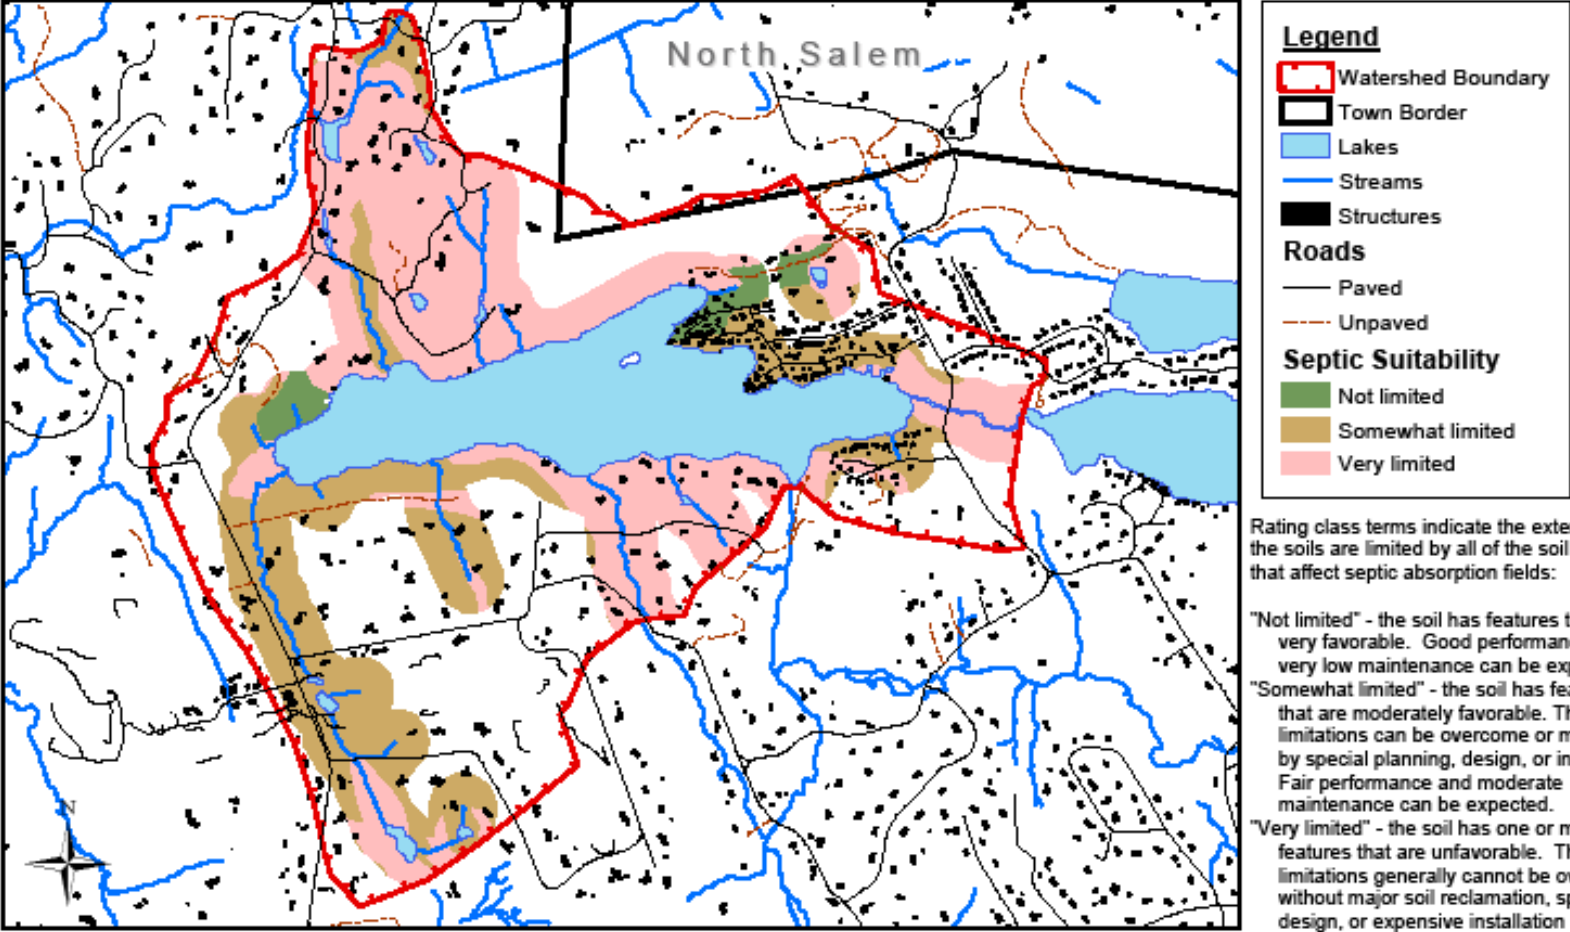 North Salem
N
Legend
Watershed Boundary
Town Border
Lakes
Streams
Structures
Roads
Paved
Unpaved
Septic Suitability
Not limited
Somewhat limited
Very limited
Rating class terms indicate the exte
the soils are limited by all of the soil
that affect septic absorption fields:
"Not limited" - the soil has features t
very favorable. Good performan
very low maintenance can be exp
"Somewhat limited" - the soil has fea
that are moderately favorable. Th
limitations can be overcome or m
by special planning, design, or in
Fair performance and moderate
maintenance can be expected.
"Very limited" - the soil has one or m
features that are unfavorable. Th
limitations generally cannot be ov
without major soil reclamation, sp
design, or expensive installation